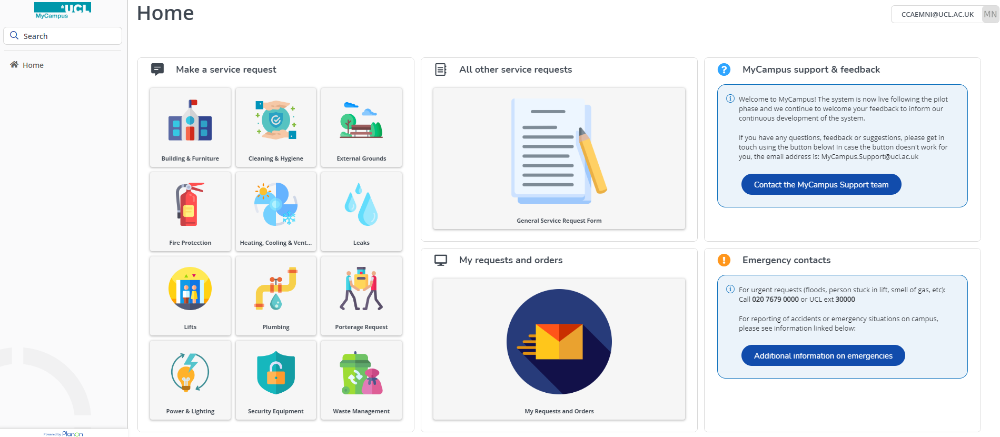 UCL
MyCampus
Search
Home
Powered by Planon
Home
CCAEMNI@UCL.AC.UK MN
Make a service request
Building & Furniture
Cleaning & Hygiene
External Grounds
Fire Protection
Heating, Cooling & Vent...
Leaks
Lifts
Plumbing
Porterage Request
Power & Lighting
Security Equipment
Waste Management
All other service requests
General Service Request Form
My requests and orders
My Requests and Orders
MyCampus support & feedback
Welcome to MyCampus! The system is now live following the pilot
phase and we continue to welcome your feedback to inform our
continuous development of the system.
If you have any questions, feedback or suggestions, please get in
touch using the button below! In case the button doesn't work for
you, the email address is: MyCampus.Support@ucl.ac.uk
Contact the MyCampus Support team
Emergency contacts
For urgent requests (floods, person stuck in lift, smell of gas, etc):
Call 020 7679 0000 or UCL ext 30000
For reporting of accidents or emergency situations on campus,
please see information linked below:
Additional information on emergencies